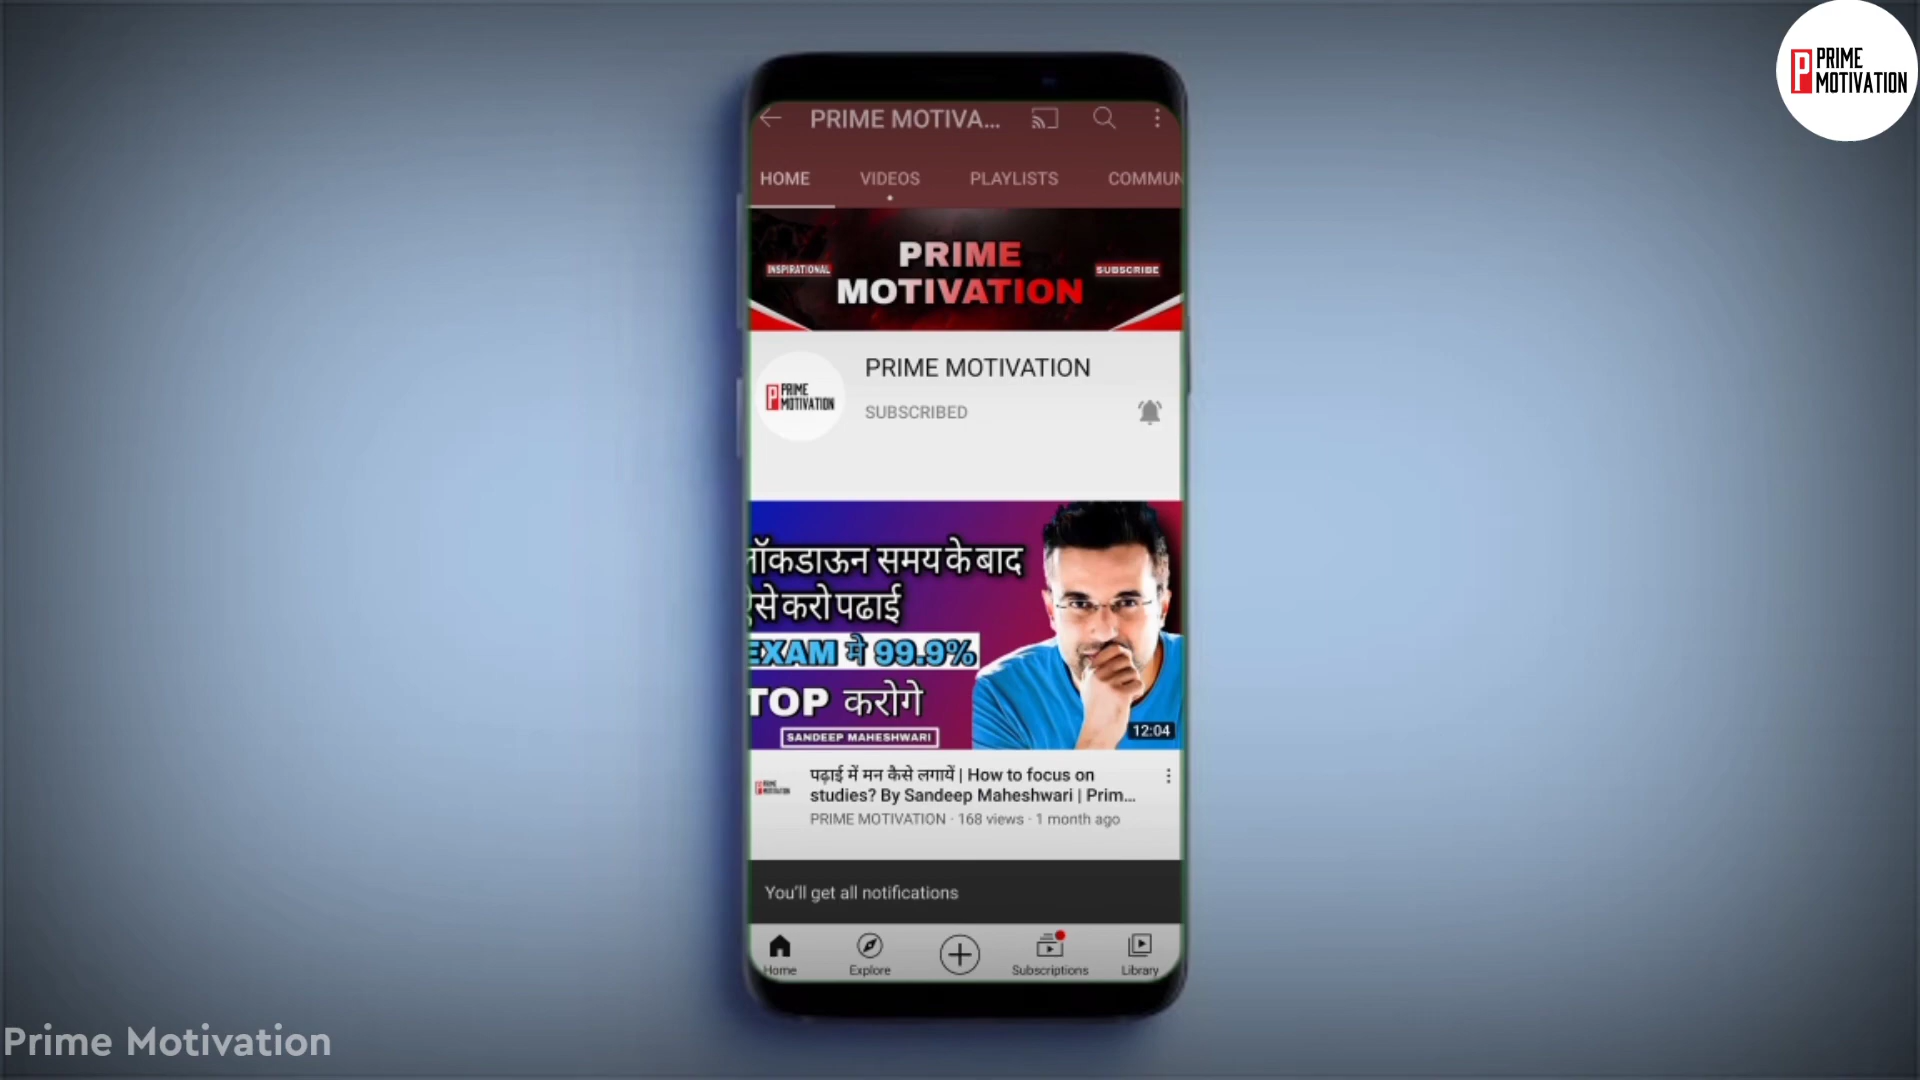 PRIME
MOTIVATION
PRIME MOTIVA...
HOME VIDEOS PLAYLISTS COMMUN
INSPIRATIONAL
PRIME
MOTIVATION
SUBSCRIBE
PRIME MOTIVATION
PRIME
MOTIVATION
SUBSCRIBED
ॉकडाऊन समय के बाद
से करो पढाई
EXAM मे 99.9%
TOP करोगे
SANDEEP MAHESHWARI
12:04
पढ़ाई में मन कैसे लगायें | How to focus on
studies? By Sandeep Maheshwari | Prim...
PRIME MOTIVATION · 168 views · 1 month ago
PRIME
MOTIVATION
You'll get all notifications
Home Explore Subscriptions Library
Prime Motivation